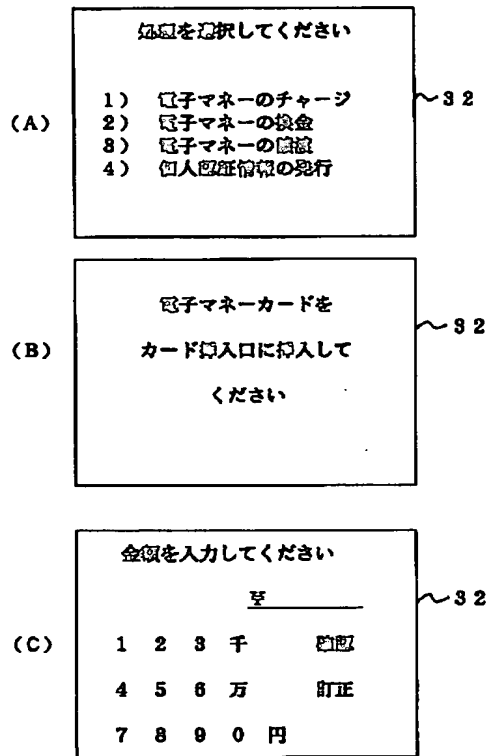 処理を選択してください
(A)
1) 電子マネーのチャージ
2) 電子マネーの換金
3) 電子マネーの譲渡
4) 個人認証情報の発行
32
(B)
電子マネーカードを
カード挿入口に挿入して
ください
32
(C)
金額を入力してください
¥
32
1 2 3 千 確認
4 5 6 万 訂正
7 8 9 0 円